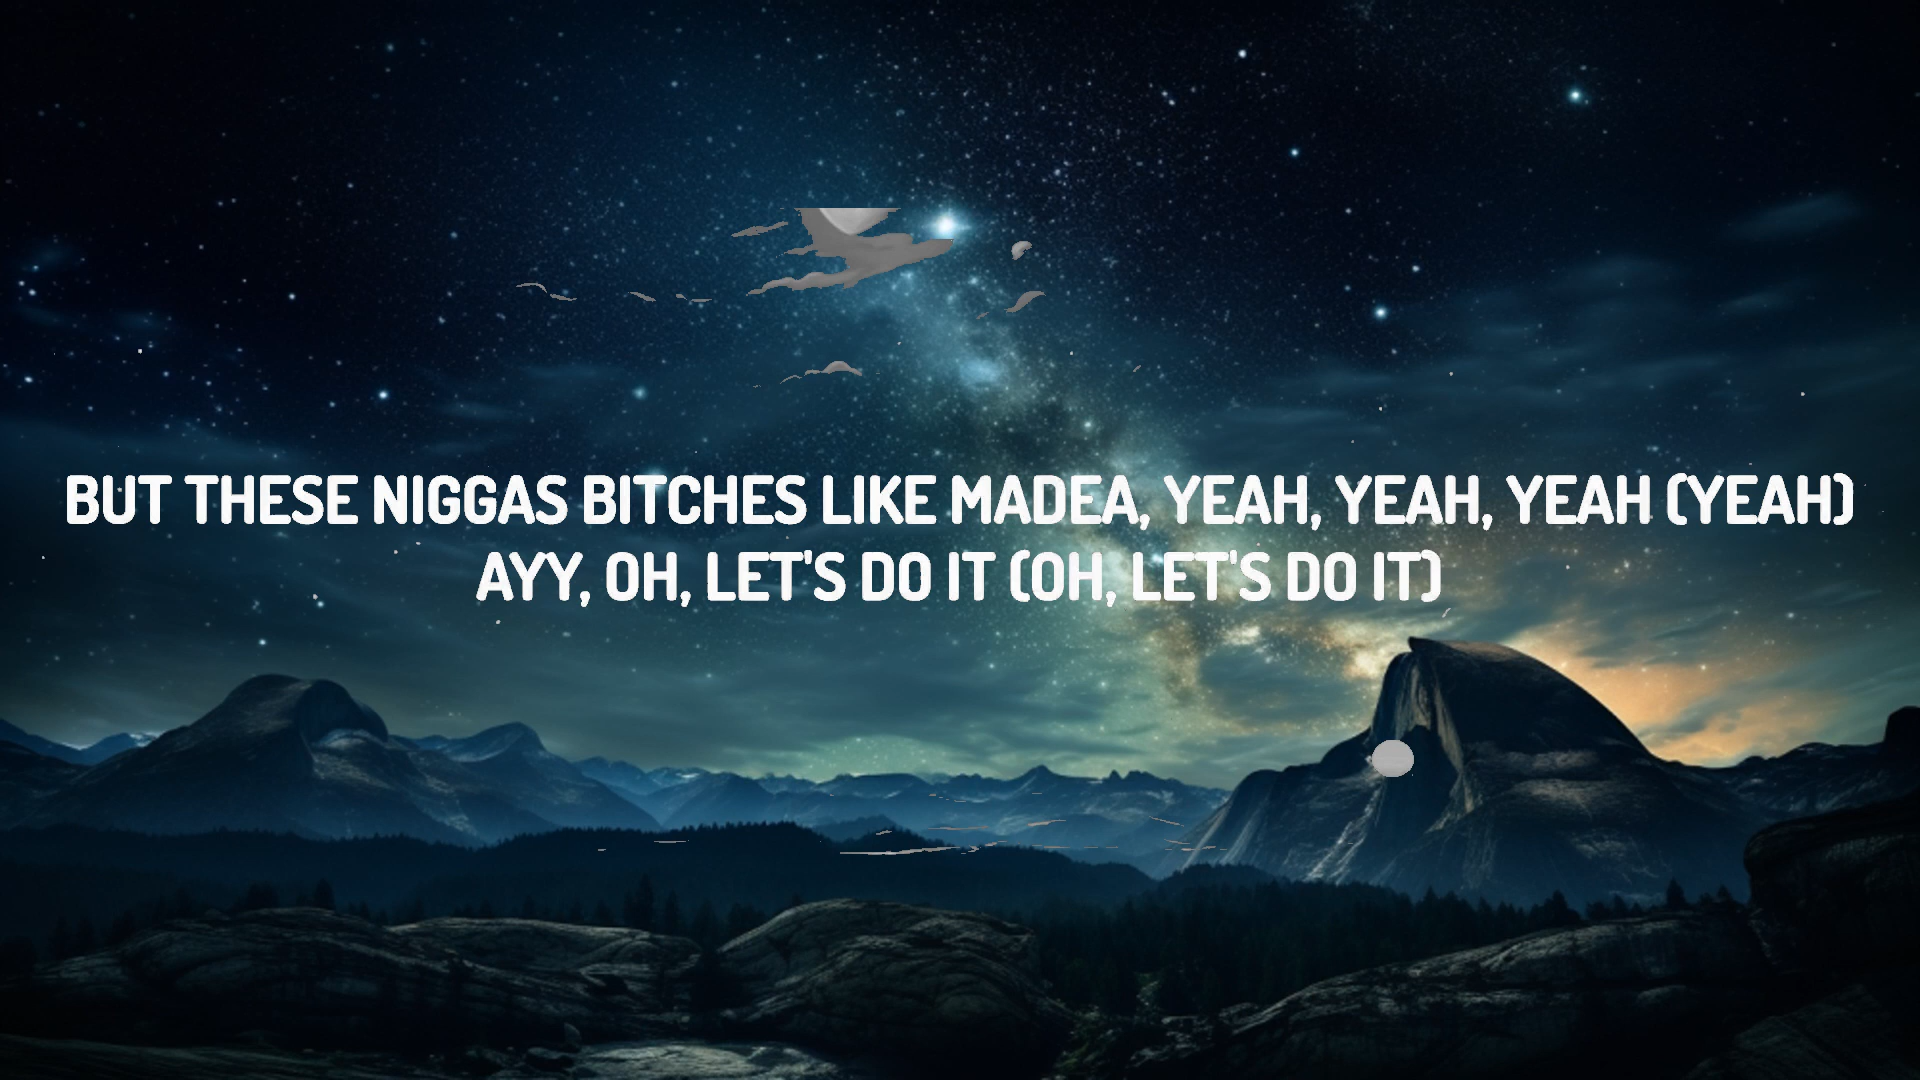 BUT THESE NIGGAS BITCHES LIKE MADEA, YEAH, YEAH, YEAH (YEAH)
AYY, OH, LET'S DO IT (OH, LET'S DO IT)